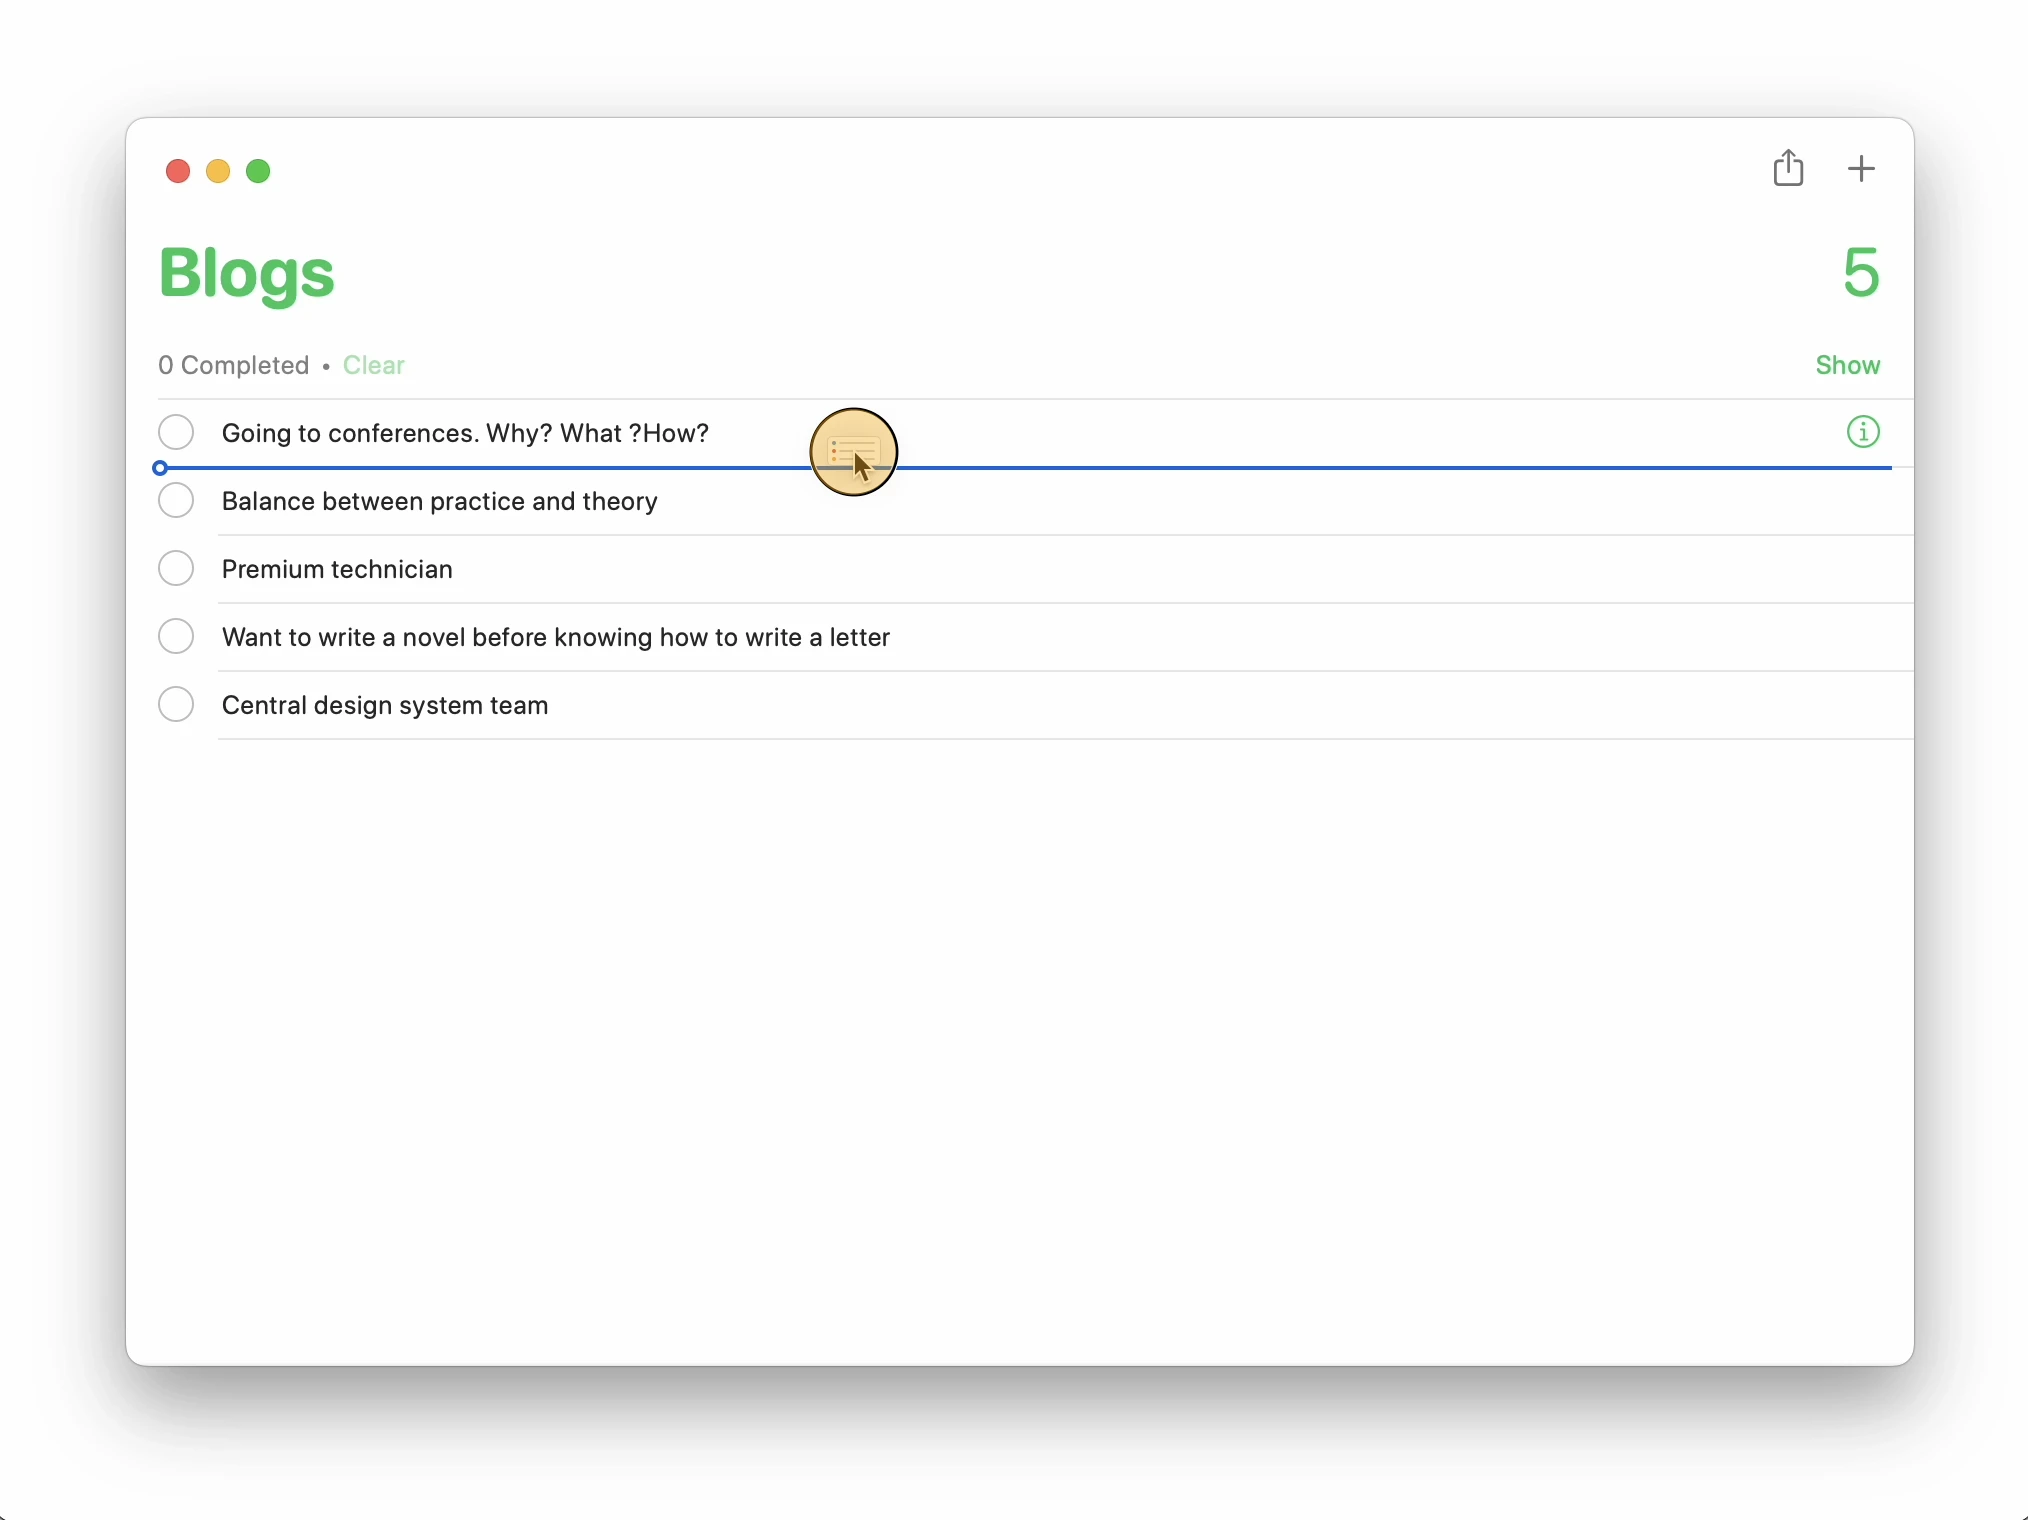 Blogs
5
0 Completed • Clear
Show
Going to conferences. Why? What ?How?
Balance between practice and theory
Premium technician
Want to write a novel before knowing how to write a letter
Central design system team